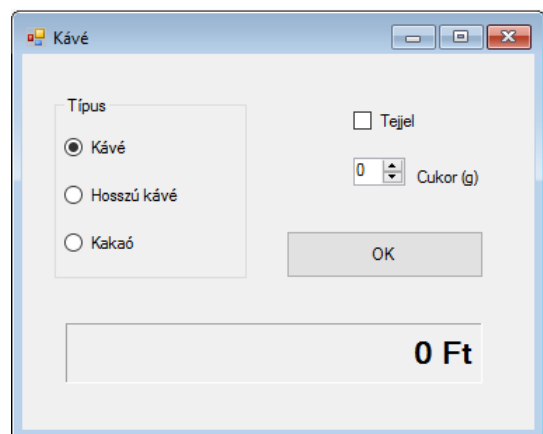 Kávé
Típus
Kávé
Hosszú kávé
Kakaó
Tejjel
0 Cukor (g)
OK
0 Ft